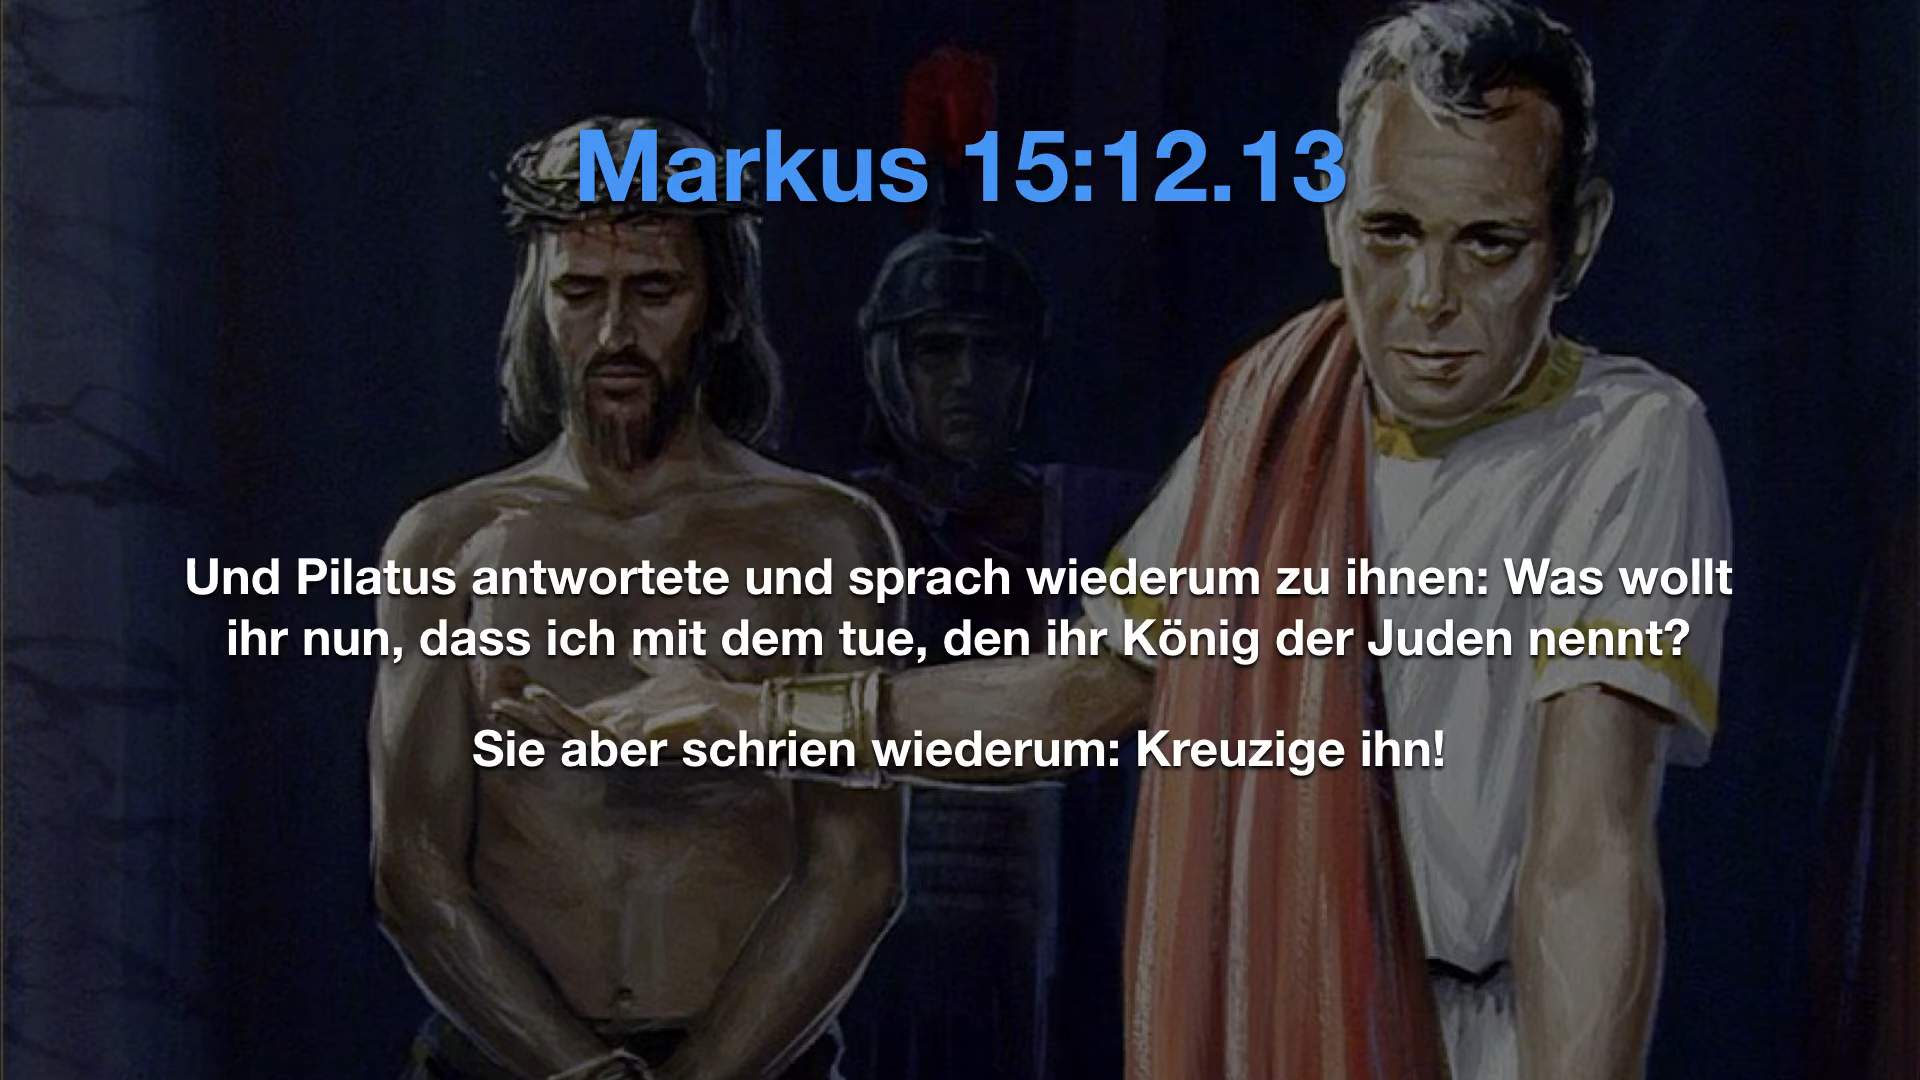 Markus 15:12.13
Und Pilatus antwortete und sprach wiederum zu ihnen: Was wollt
ihr nun, dass ich mit dem tue, den ihr König der Juden nennt?
Sie aber schrien wiederum: Kreuzige ihn!